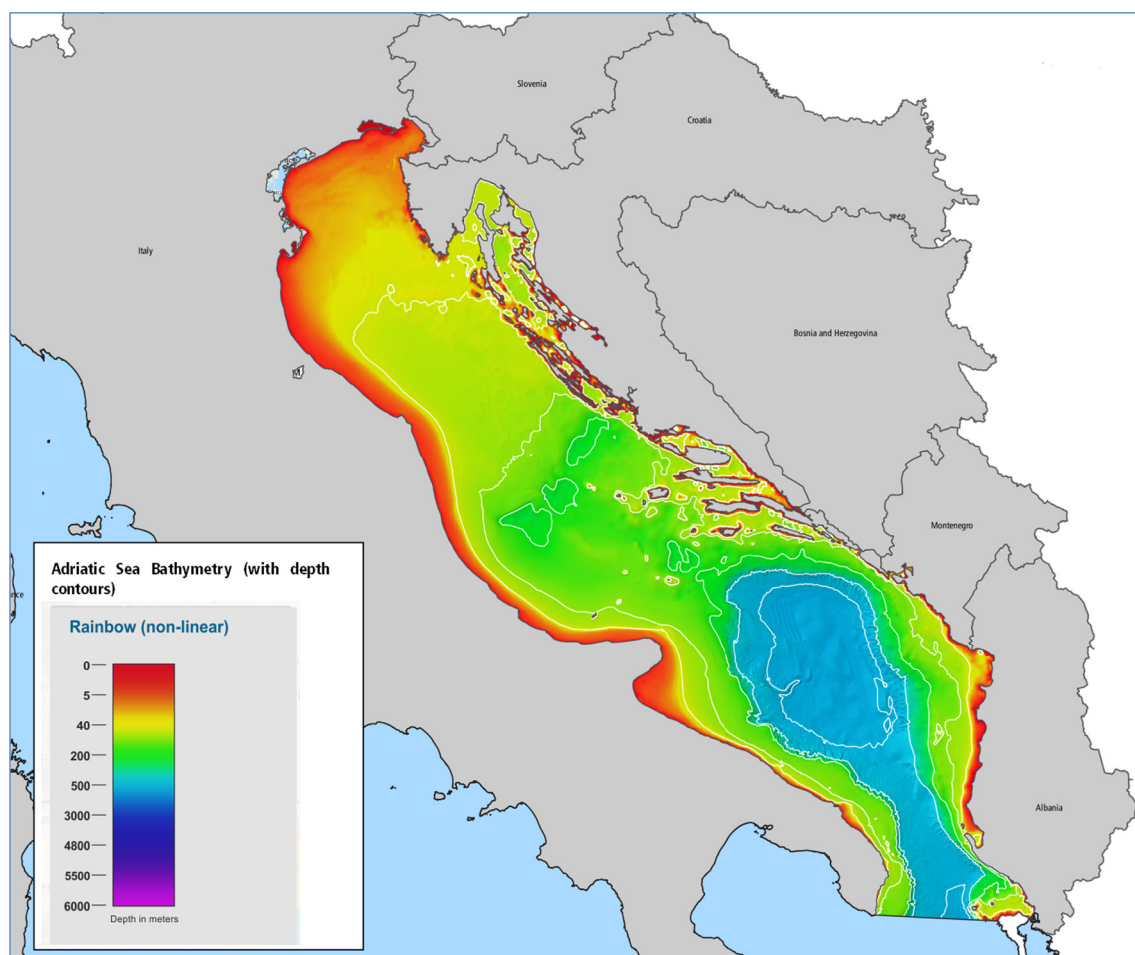 Slovenia
Croatia
Italy
Bosnia and Herzegovina
Montenegro
Albania
Adriatic Sea Bathymetry (with depth
contours)
Rainbow (non-linear)
0
5
40
200
500
3000
4800
5500
6000
Depth in meters